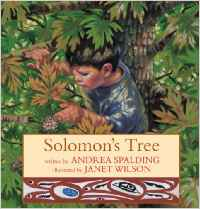 Solomon's Tree
written by ANDREA SPALDING
illustrated by JANET WILSON